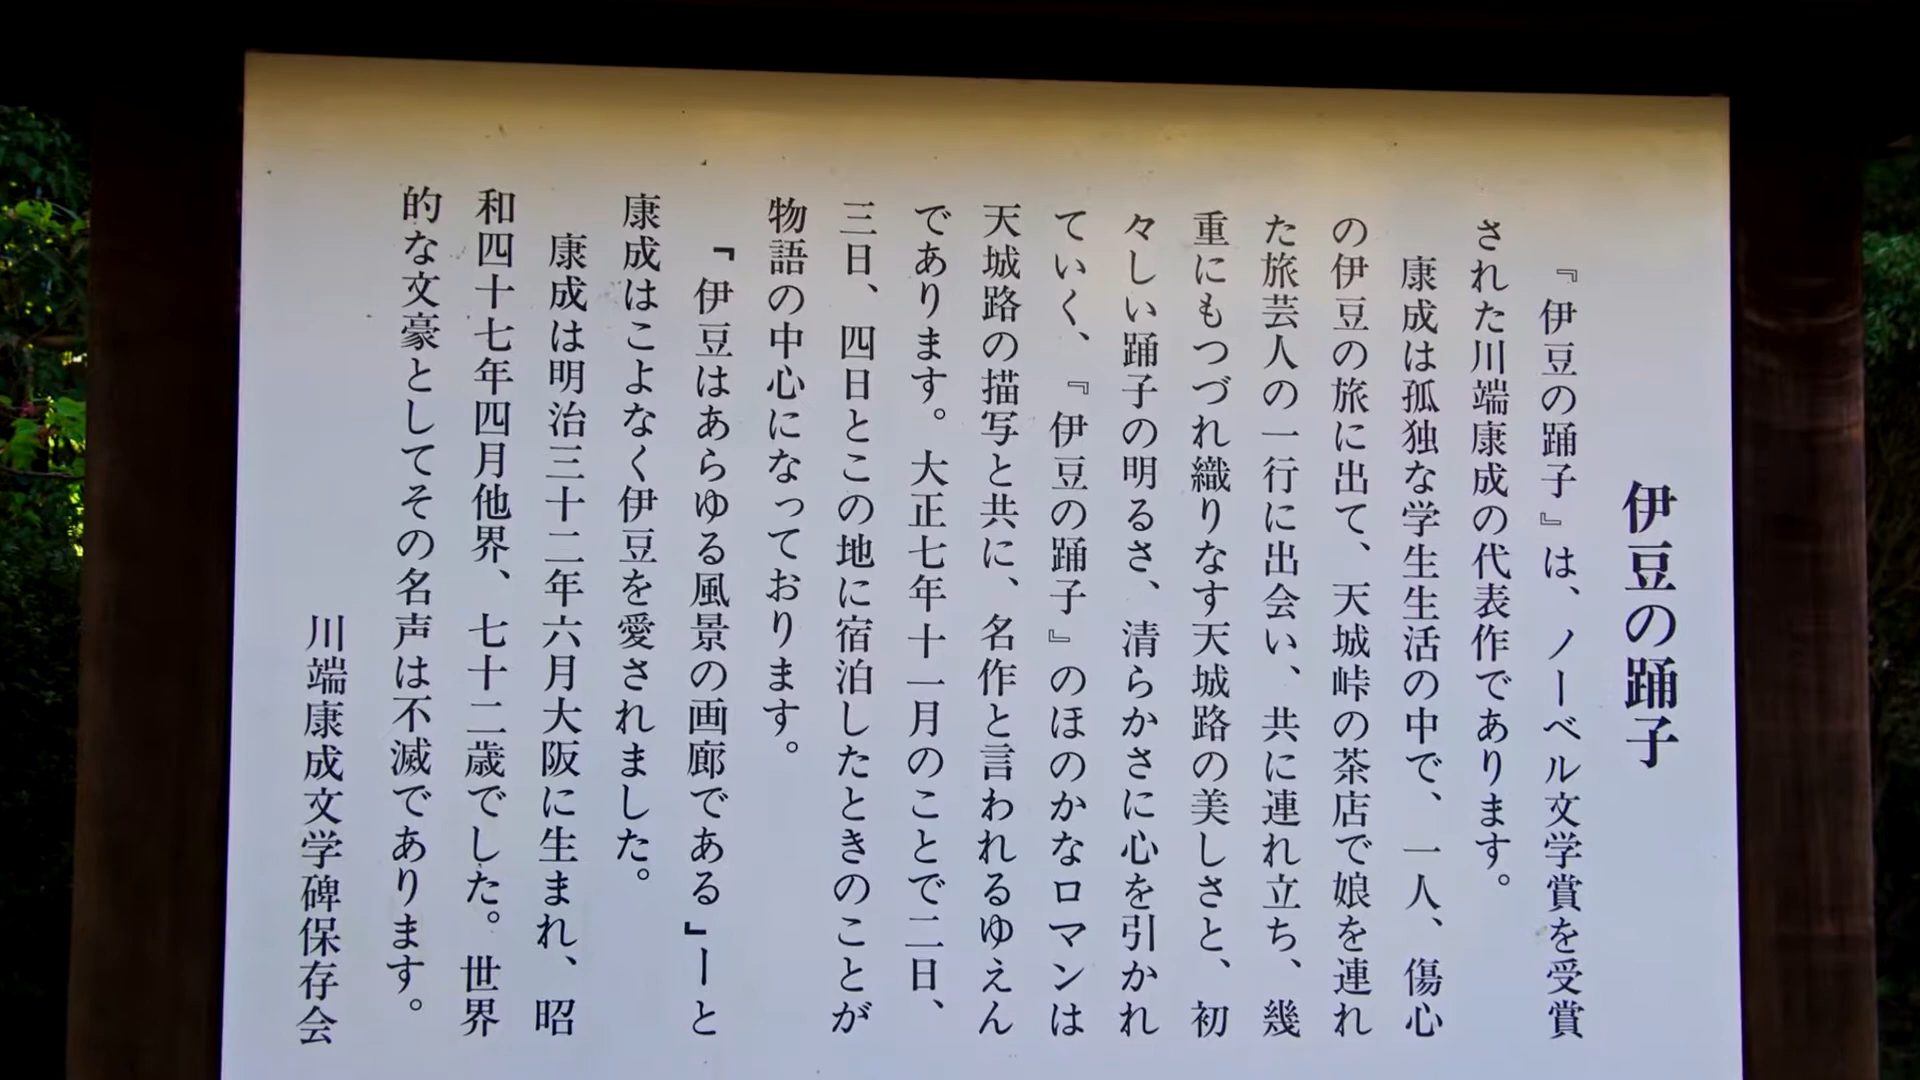 伊豆の踊子
『伊豆の踊子』は、ノーベル文学賞を受賞
された川端康成の代表作であります。
康成は孤独な学生生活の中で、一人、傷心
の伊豆の旅に出て、天城峠の茶店で娘を連れ
た旅芸人の一行に出会い、共に連れ立ち、幾
重にもつづれ織りなす天城路の美しさと、初
々しい踊子の明るさ、清らかさに心を引かれ
ていく、『伊豆の踊子』のほのかなロマンは
天城路の描写と共に、名作と言われるゆえん
であります。大正七年十一月のことで二日、
三日、四日とこの地に宿泊したときのことが
物語の中心になっております。
「伊豆はあらゆる風景の画廊である」ーと
康成はこよなく伊豆を愛されました。
康成は明治三十二年六月大阪に生まれ、昭
和四十七年四月他界、七十二歳でした。世界
的な文豪としてその名声は不滅であります。
川端康成文学碑保存会